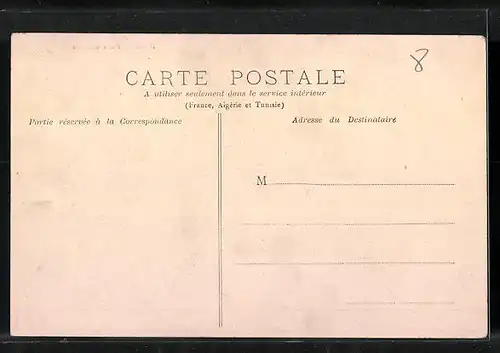 8
CARTE POSTALE
A utiliser seulement dans le service intérieur
(France, Algérie et Tunisie)
Partie réservée à la Correspondance
Adresse du Destinataire
M